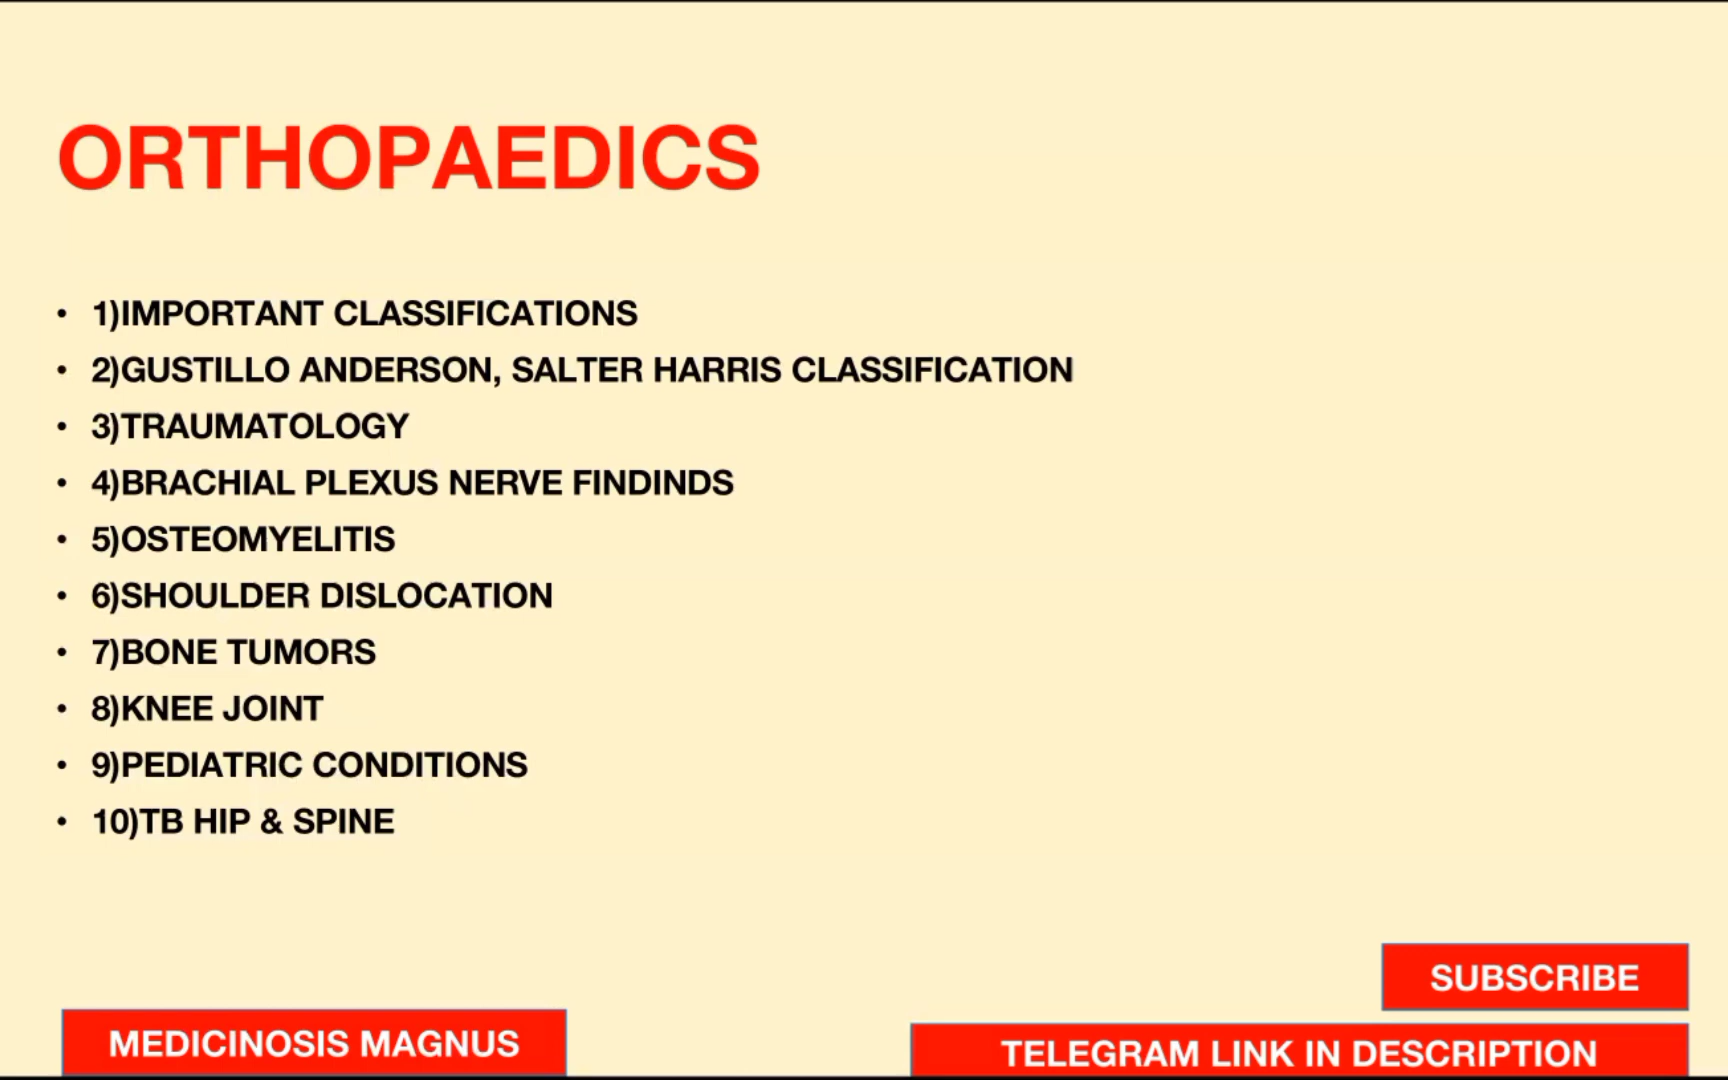 ORTHOPAEDICS
• 1)IMPORTANT CLASSIFICATIONS
• 2)GUSTILLO ANDERSON, SALTER HARRIS CLASSIFICATION
• 3)TRAUMATOLOGY
• 4)BRACHIAL PLEXUS NERVE FINDINDS
• 5)OSTEOMYELITIS
• 6)SHOULDER DISLOCATION
• 7)BONE TUMORS
• 8)KNEE JOINT
• 9)PEDIATRIC CONDITIONS
• 10)TB HIP & SPINE
SUBSCRIBE
MEDICINOSIS MAGNUS
TELEGRAM LINK IN DESCRIPTION